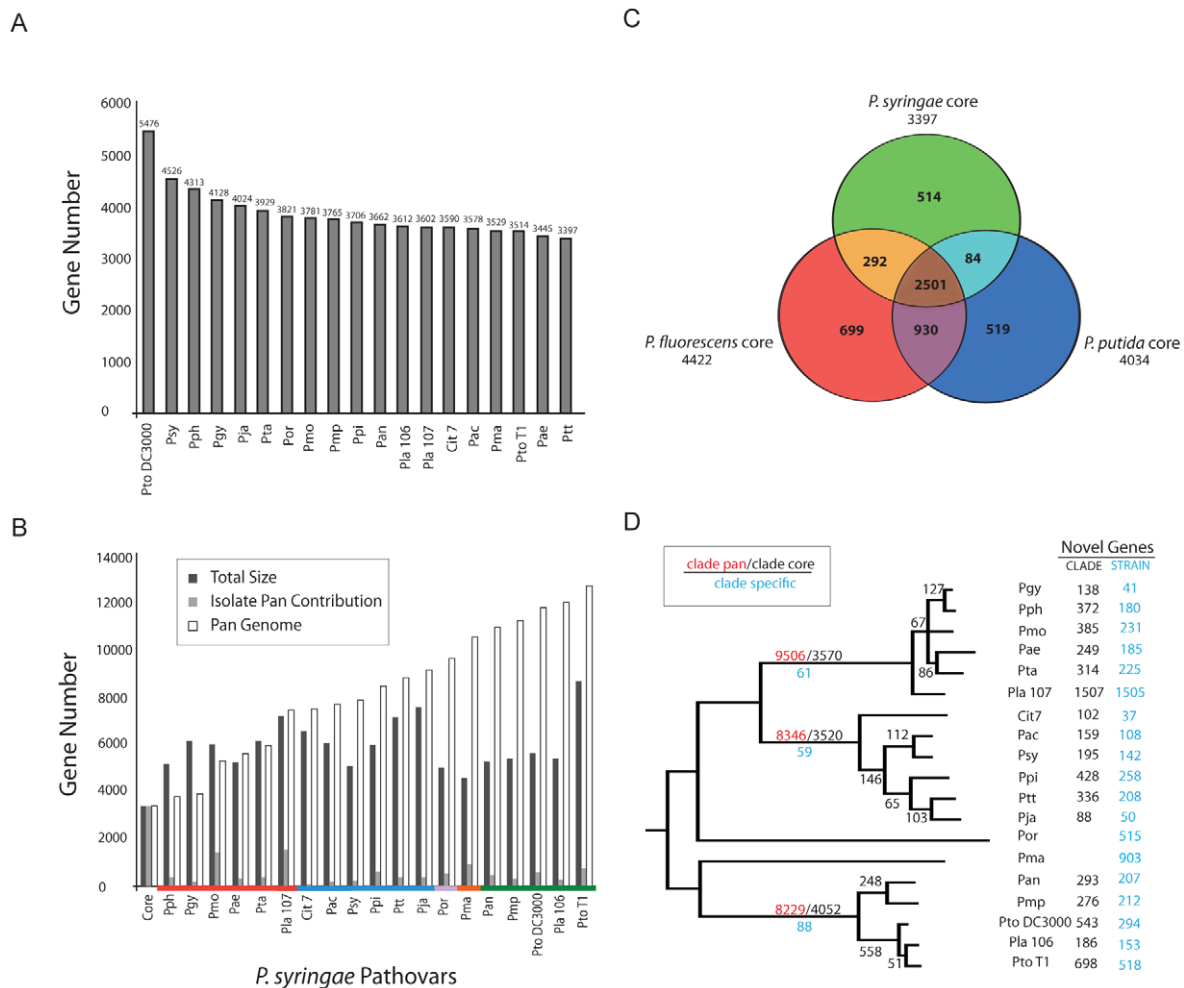 A
Gene Number
6000
5000
4000
3000
2000
1000
0
5476
4526
4313
4128
4024
3929
3821
3781
3765
3706
3662
3612
3602
3590
3578
3529
3514
3445
3397
Pto DC3000
Psy
Pph
Pgy
Pja
Pta
Por
Pmo
Pmp
Ppi
Pan
Pla 106
Pla 107
Cit 7
Pac
Pma
Pto T1
Pae
Ptt
C
P. syringae core
3397
514
292
84
2501
699
930
519
P. fluorescens core
4422
P. putida core
4034
B
Gene Number
14000
12000
10000
8000
6000
4000
2000
0
Total Size
Isolate Pan Contribution
Pan Genome
Core
Pph
Pgy
Pmo
Pae
Pta
Pla 107
Cit 7
Pac
Psy
Ppi
Ptt
Pja
Por
Pma
Pan
Pmp
Pto DC3000
Pla 106
Pto T1
P. syringae Pathovars
D
clade pan/clade core
clade specific
Novel Genes
CLADE STRAIN
Pgy 138 41
Pph 372 180
Pmo 385 231
Pae 249 185
Pta 314 225
Pla 107 1507 1505
Cit7 102 37
Pac 159 108
Psy 195 142
Ppi 428 258
Ptt 336 208
Pja 88 50
Por 515
Pma 903
Pan 293 207
Pmp 276 212
Pto DC3000 543 294
Pla 106 186 153
Pto T1 698 518
127
67
86
9506/3570
61
8346/3520
59
112
146
65
103
248
8229/4052
88
558
51